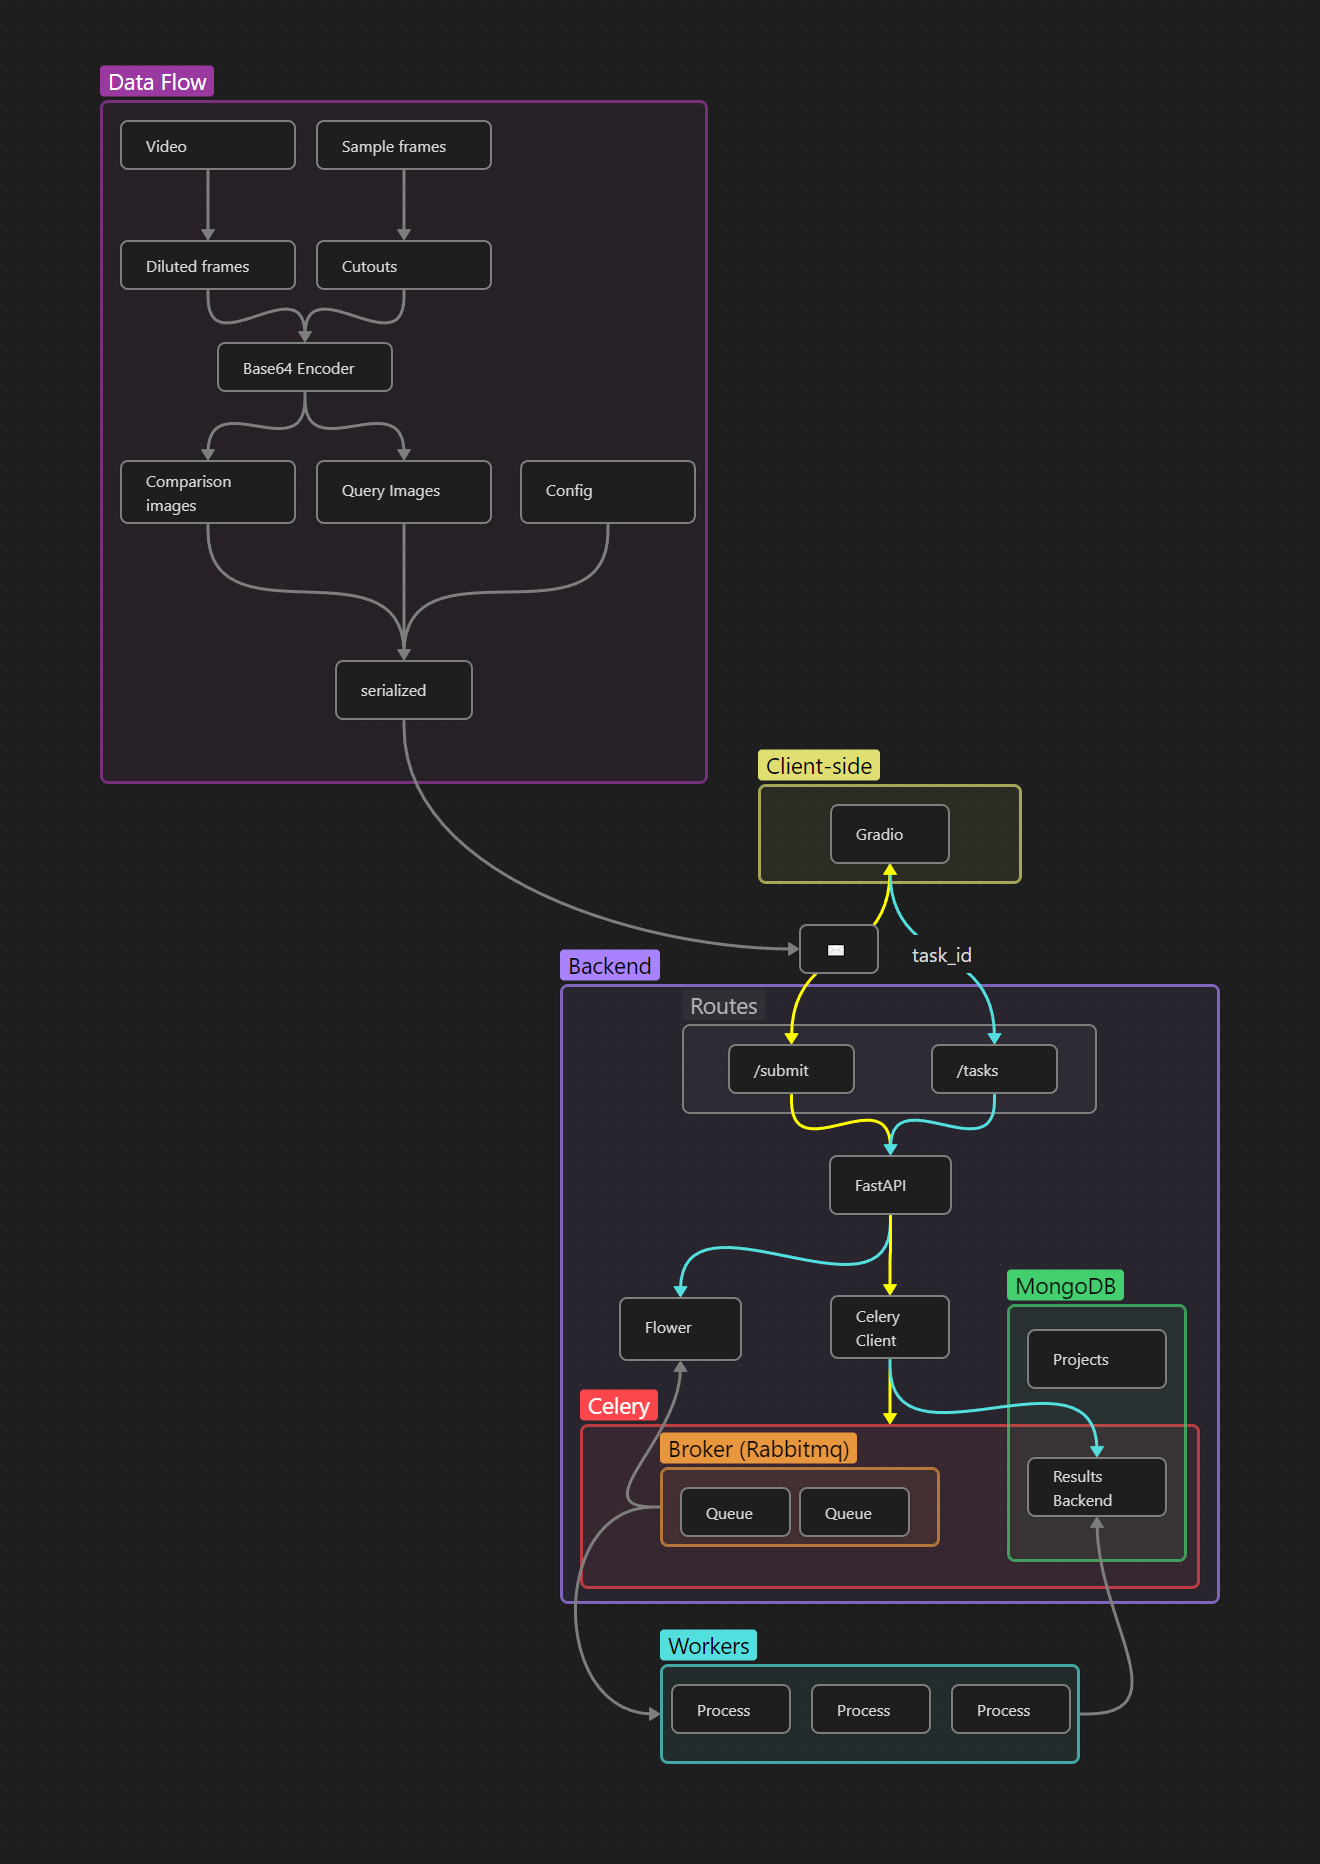 Data Flow
Video
Sample frames
Diluted frames
Cutouts
Base64 Encoder
Comparison
images
Query Images
Config
serialized
Client-side
Gradio
task_id
Backend
Routes
/submit
/tasks
FastAPI
Flower
Celery
Client
MongoDB
Projects
Celery
Broker (Rabbitmq)
Queue
Queue
Results
Backend
Workers
Process
Process
Process